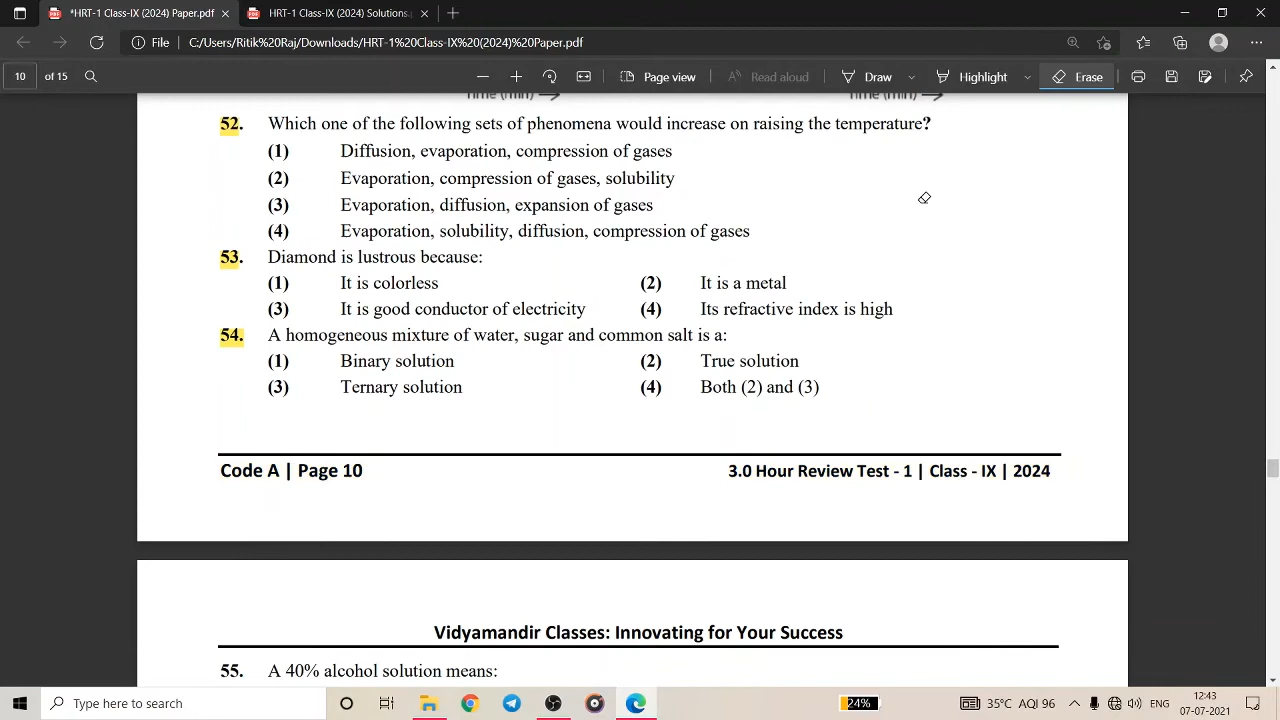 *HRT-1 Class-IX (2024) Paper.pdf
HRT-1 Class-IX (2024) Solutions.
File C:/Users/Ritik%20Raj/Downloads/HRT-1%20Class-IX%20(2024)%20Paper.pdf
10 of 15 Page view Read aloud Draw Highlight Erase
Time (min) Time (min)
52. Which one of the following sets of phenomena would increase on raising the temperature?
(1) Diffusion, evaporation, compression of gases
(2) Evaporation, compression of gases, solubility
(3) Evaporation, diffusion, expansion of gases
(4) Evaporation, solubility, diffusion, compression of gases
53. Diamond is lustrous because:
(1) It is colorless (2) It is a metal
(3) It is good conductor of electricity (4) Its refractive index is high
54. A homogeneous mixture of water, sugar and common salt is a:
(1) Binary solution (2) True solution
(3) Ternary solution (4) Both (2) and (3)
Code A | Page 10 3.0 Hour Review Test - 1 | Class - IX | 2024
Vidyamandir Classes: Innovating for Your Success
55. A 40% alcohol solution means:
Type here to search 24% 35°C AQI 96 ENG 12:43
07-07-2021